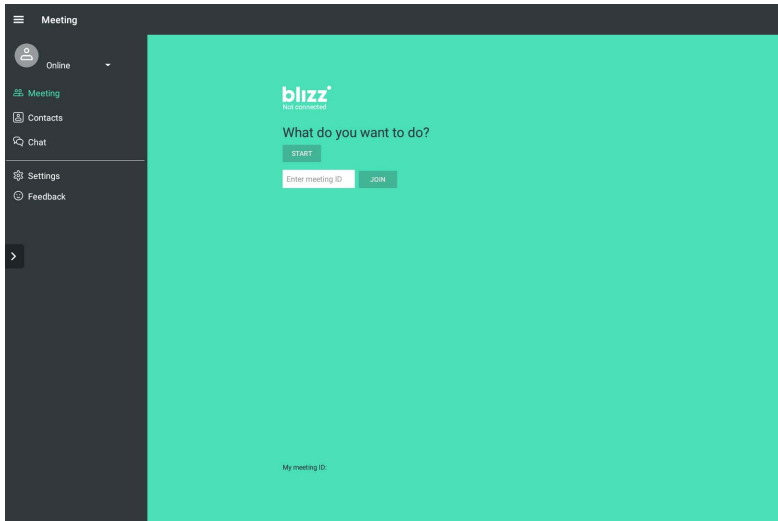 Meeting
Online
Meeting
Contacts
Chat
Settings
Feedback
blizz
Not connected
What do you want to do?
START
Enter meeting ID
JOIN
My meeting ID: